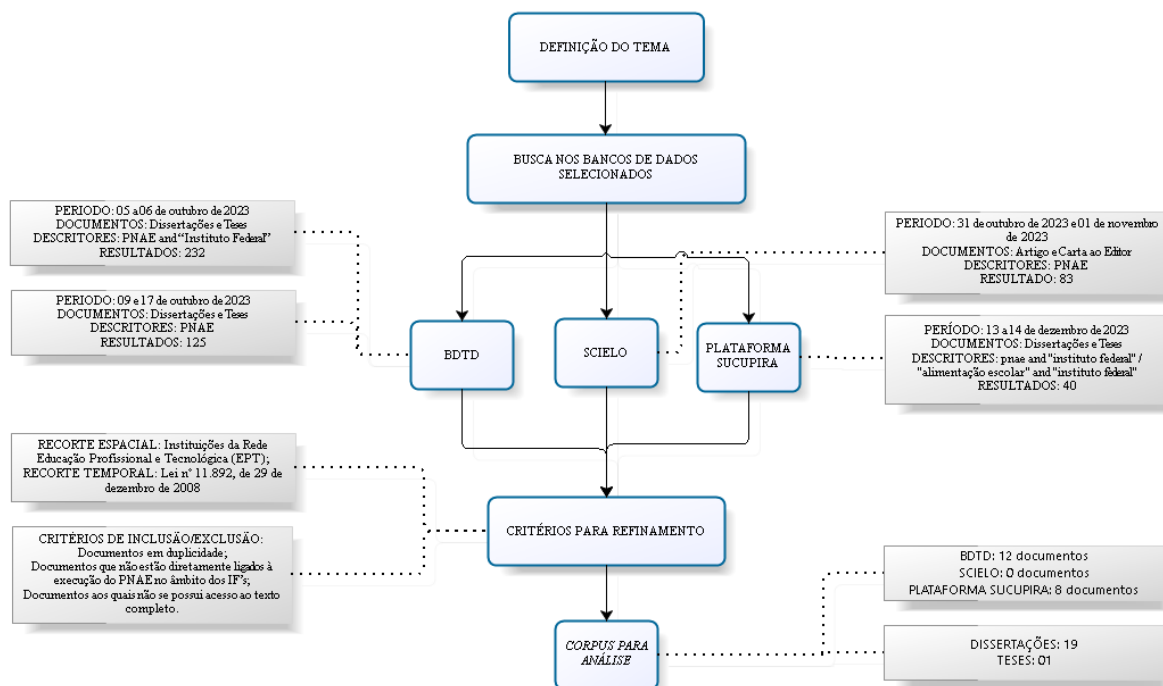 DEFINIÇÃO DO TEMA
BUSCA NOS BANCOS DE DADOS
SELECIONADOS
PERIODO: 05 a 06 de outubro de 2023
DOCUMENTOS: Dissertações e Teses
DESCRITORES: PNAE and “Instituto Federal”
RESULTADOS: 232
PERIODO: 09 e 17 de outubro de 2023
DOCUMENTOS: Dissertações e Teses
DESCRITORES: PNAE
RESULTADOS: 125
PERIODO: 31 de outubro de 2023 e 01 de novembro
de 2023
DOCUMENTOS: Artigo e Carta ao Editor
DESCRITORES: PNAE
RESULTADO: 83
PERÍODO: 13 a 14 de dezembro de 2023
DOCUMENTOS: Dissertações e Teses
DESCRITORES: pnae and "instituto federal" /
"alimentação escolar" and "instituto federal"
RESULTADOS: 40
BDTD
SCIELO
PLATAFORMA
SUCUPIRA
RECORTE ESPACIAL: Instituições da Rede
Educação Profissional e Tecnológica (EPT);
RECORTE TEMPORAL: Lei n° 11.892, de 29 de
dezembro de 2008
CRITÉRIOS DE INCLUSÃO/EXCLUSÃO:
Documentos em duplicidade;
Documentos que não estão diretamente ligados à
execução do PNAE no âmbito dos IF's;
Documentos aos quais não se possui acesso ao texto
completo.
CRITÉRIOS PARA REFINAMENTO
CORPUS PARA
ANÁLISE
BDTD: 12 documentos
SCIELO: 0 documentos
PLATAFORMA SUCUPIRA: 8 documentos
DISSERTAÇÕES: 19
TESES: 01